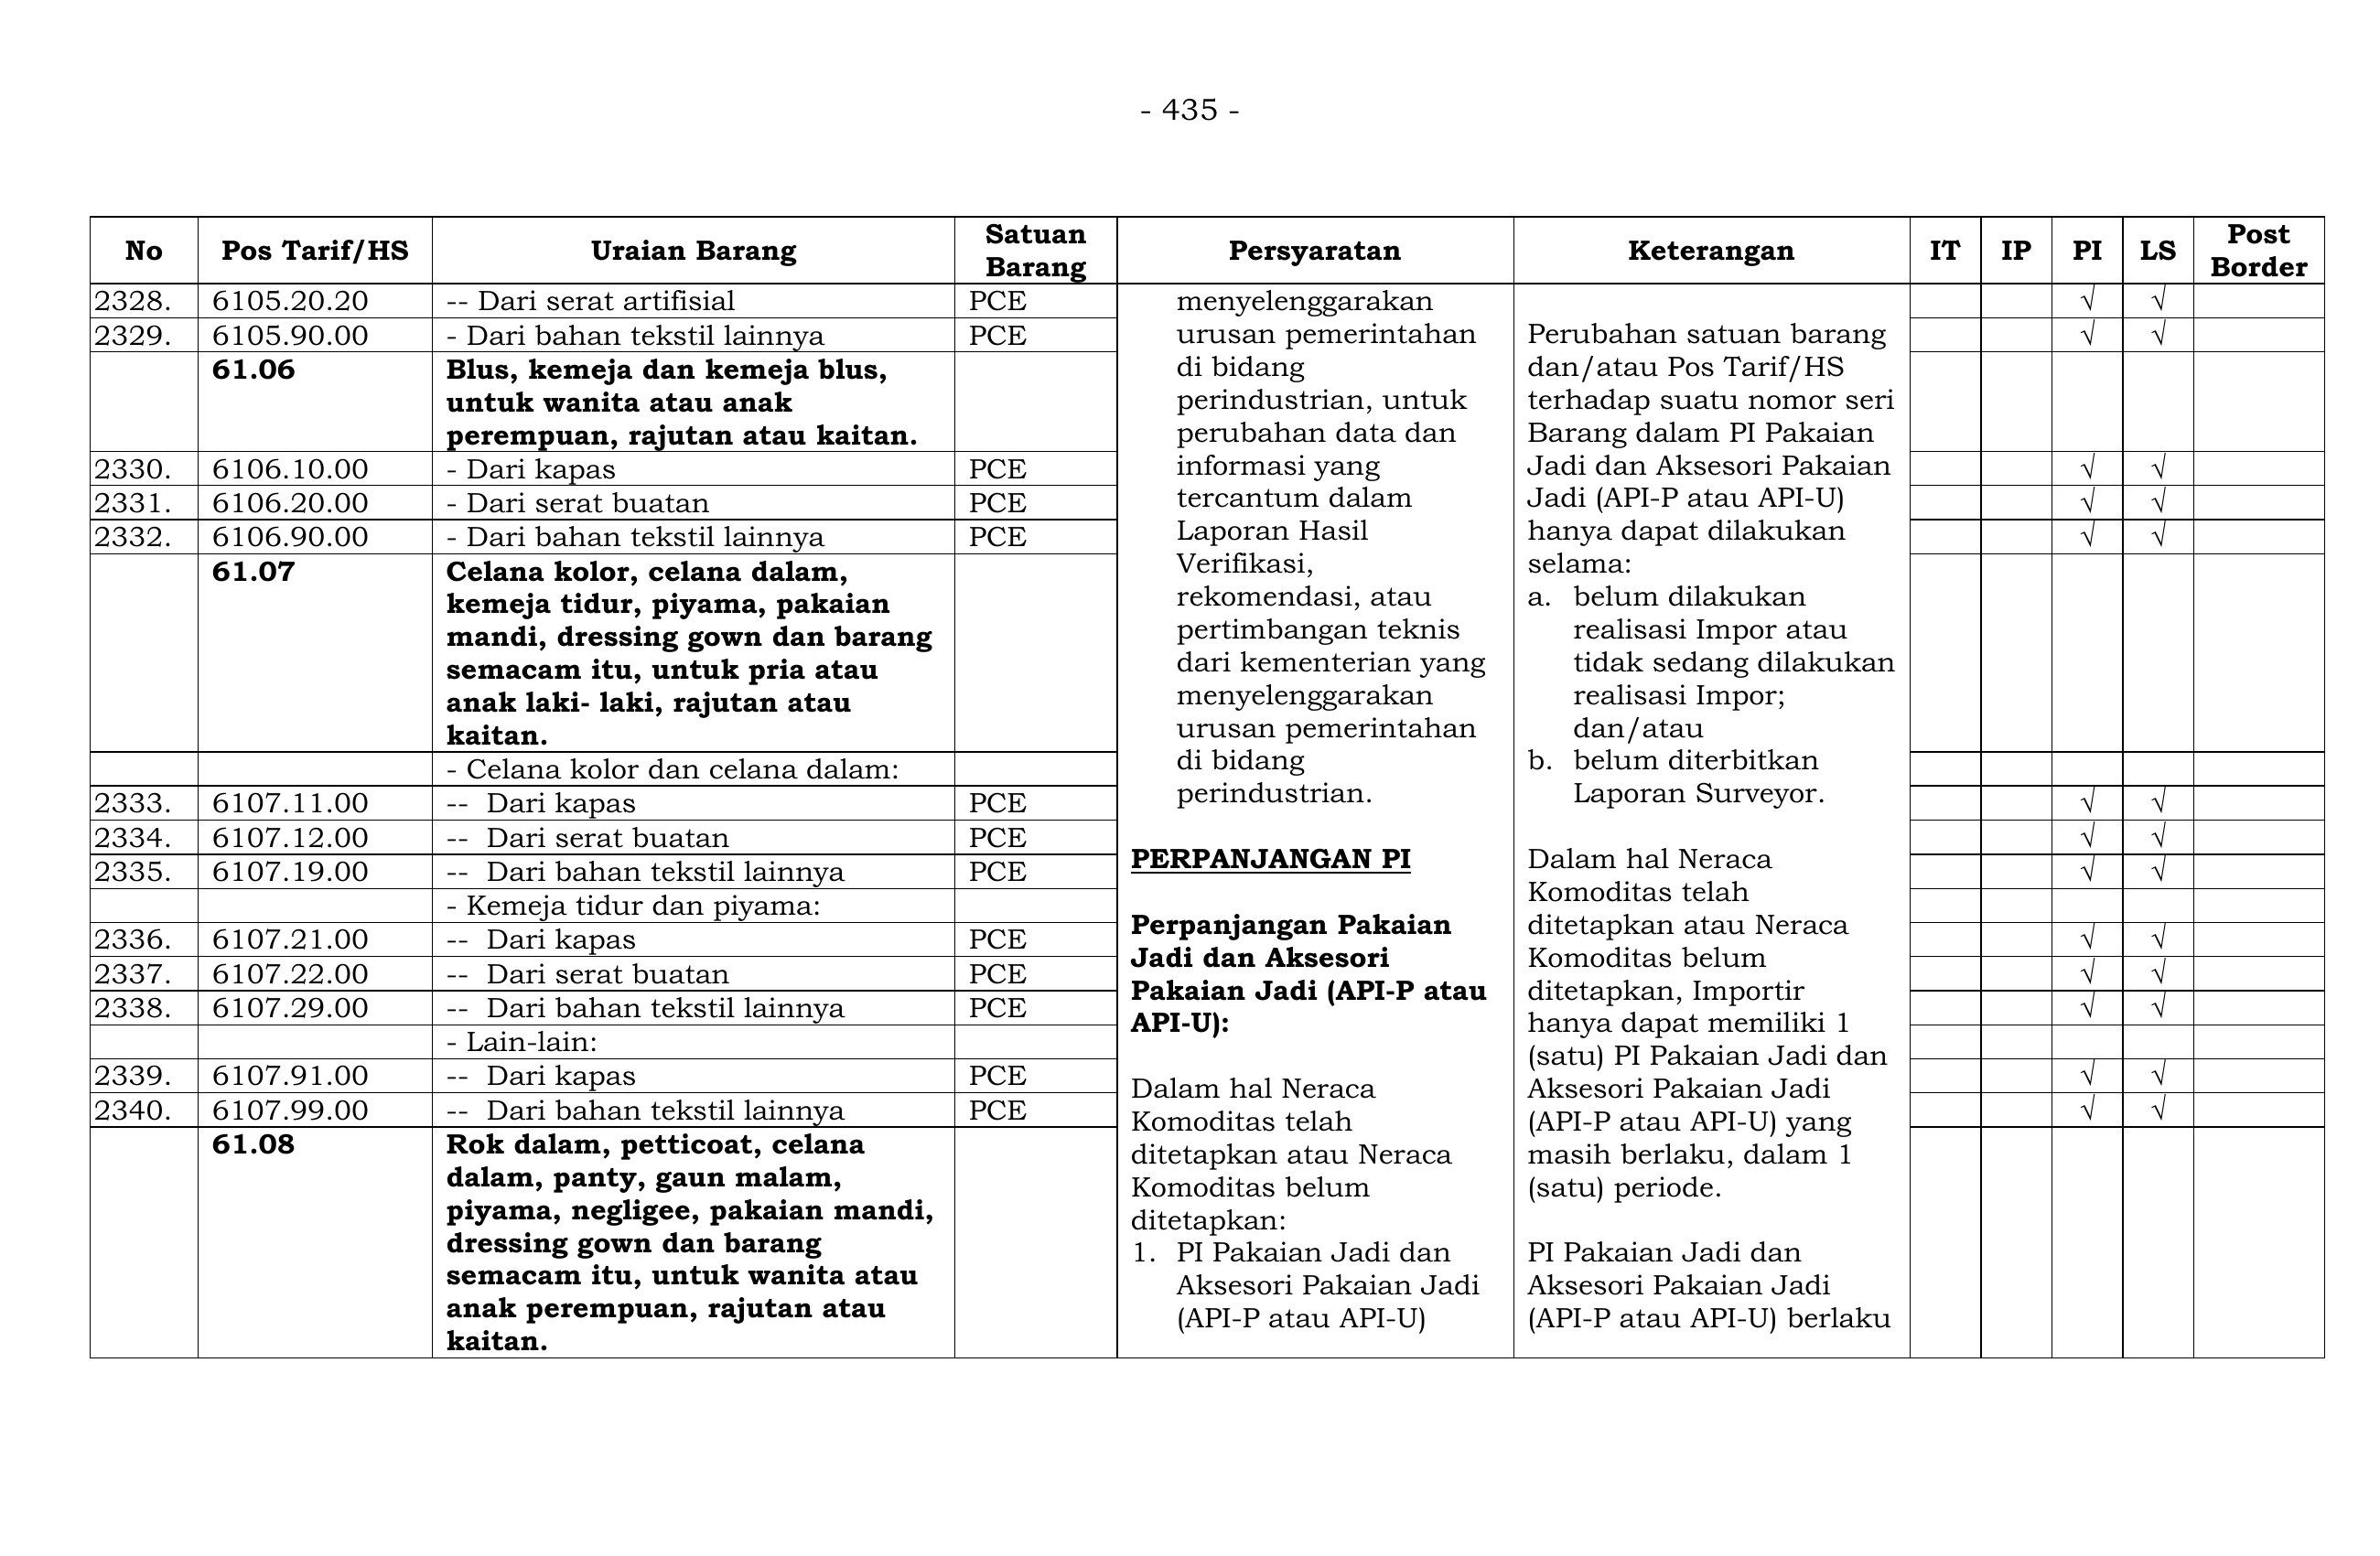 - 435 -
No Pos Tarif/HS Uraian Barang Satuan Barang Persyaratan Keterangan IT IP PI LS Post Border
2328. 6105.20.20 -- Dari serat artifisial PCE √ √
2329. 6105.90.00 - Dari bahan tekstil lainnya PCE √ √
61.06 Blus, kemeja dan kemeja blus,
untuk wanita atau anak
perempuan, rajutan atau kaitan.
2330. 6106.10.00 - Dari kapas PCE √ √
2331. 6106.20.00 - Dari serat buatan PCE √ √
2332. 6106.90.00 - Dari bahan tekstil lainnya PCE √ √
61.07 Celana kolor, celana dalam,
kemeja tidur, piyama, pakaian
mandi, dressing gown dan barang
semacam itu, untuk pria atau
anak laki- laki, rajutan atau
kaitan.
- Celana kolor dan celana dalam:
2333. 6107.11.00 -- Dari kapas PCE √ √
2334. 6107.12.00 -- Dari serat buatan PCE √ √
2335. 6107.19.00 -- Dari bahan tekstil lainnya PCE √ √
- Kemeja tidur dan piyama:
2336. 6107.21.00 -- Dari kapas PCE √ √
2337. 6107.22.00 -- Dari serat buatan PCE √ √
2338. 6107.29.00 -- Dari bahan tekstil lainnya PCE √ √
- Lain-lain:
2339. 6107.91.00 -- Dari kapas PCE √ √
2340. 6107.99.00 -- Dari bahan tekstil lainnya PCE √ √
61.08 Rok dalam, petticoat, celana
dalam, panty, gaun malam,
piyama, negligee, pakaian mandi,
dressing gown dan barang
semacam itu, untuk wanita atau
anak perempuan, rajutan atau
kaitan.
menyelenggarakan
urusan pemerintahan
di bidang
perindustrian, untuk
perubahan data dan
informasi yang
tercantum dalam
Laporan Hasil
Verifikasi,
rekomendasi, atau
pertimbangan teknis
dari kementerian yang
menyelenggarakan
urusan pemerintahan
di bidang
perindustrian.
PERPANJANGAN PI
Perpanjangan Pakaian
Jadi dan Aksesori
Pakaian Jadi (API-P atau
API-U):
Dalam hal Neraca
Komoditas telah
ditetapkan atau Neraca
Komoditas belum
ditetapkan:
1. PI Pakaian Jadi dan
Aksesori Pakaian Jadi
(API-P atau API-U)
Perubahan satuan barang
dan/atau Pos Tarif/HS
terhadap suatu nomor seri
Barang dalam PI Pakaian
Jadi dan Aksesori Pakaian
Jadi (API-P atau API-U)
hanya dapat dilakukan
selama:
a. belum dilakukan
realisasi Impor atau
tidak sedang dilakukan
realisasi Impor;
dan/atau
b. belum diterbitkan
Laporan Surveyor.
Dalam hal Neraca
Komoditas telah
ditetapkan atau Neraca
Komoditas belum
ditetapkan, Importir
hanya dapat memiliki 1
(satu) PI Pakaian Jadi dan
Aksesori Pakaian Jadi
(API-P atau API-U) yang
masih berlaku, dalam 1
(satu) periode.
PI Pakaian Jadi dan
Aksesori Pakaian Jadi
(API-P atau API-U) berlaku